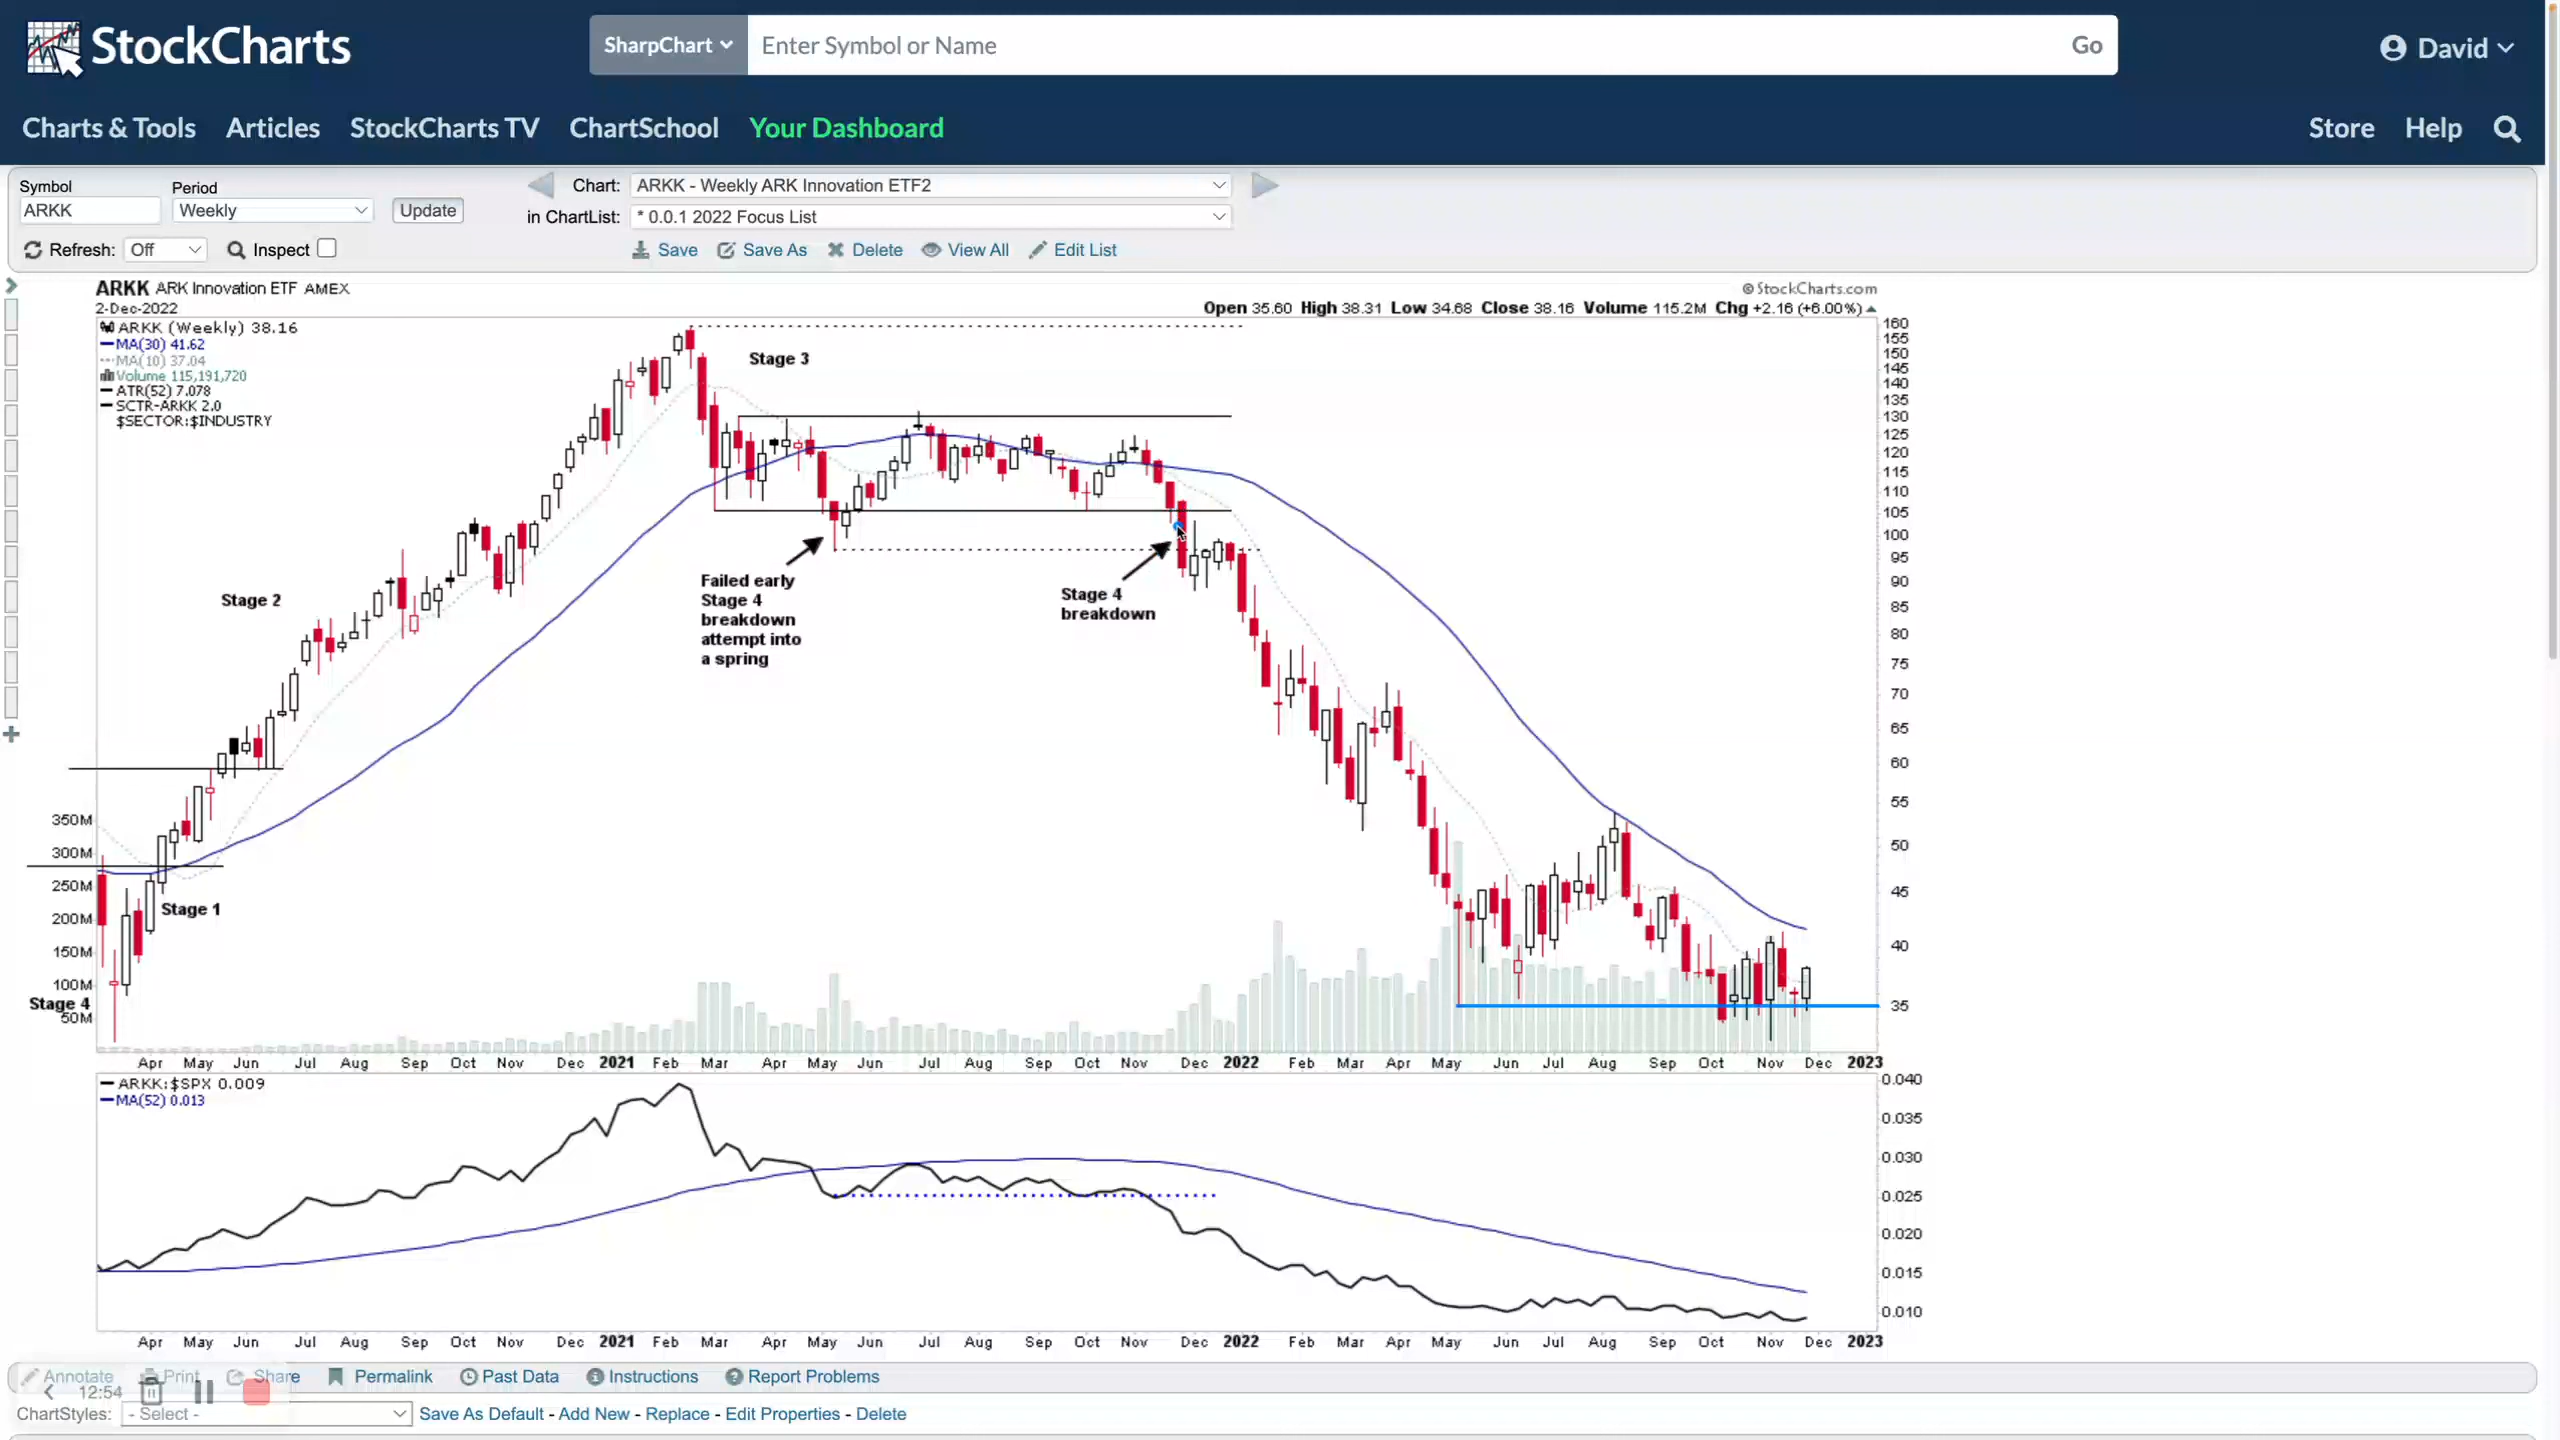 StockCharts
SharpChart Enter Symbol or Name Go
David
Charts & Tools Articles StockCharts TV ChartSchool Your Dashboard
Store Help
Symbol Period
ARKK Weekly Update
Chart: ARKK - Weekly ARK Innovation ETF2
in ChartList: * 0.0.1 2022 Focus List
Refresh: Off Inspect
Save Save As Delete View All Edit List
ARKK ARK Innovation ETF AMEX
© StockCharts.com
2-Dec-2022
Open 35.60 High 38.31 Low 34.68 Close 38.16 Volume 115.2M Chg +2.16 (+6.00%)
ARKK (Weekly) 38.16
MA(30) 41.62
MA(10) 37.04
Volume 115,191,720
ATR(52) 7.078
SCTR-ARKK 2.0
$SECTOR:$INDUSTRY
Stage 3
Failed early
Stage 4
breakdown
attempt into
a spring
Stage 4
breakdown
Stage 2
Stage 1
Stage 4
160
155
150
145
140
135
130
125
120
115
110
105
100
95
90
85
80
75
70
65
60
55
50
45
40
35
350M
300M
250M
200M
150M
100M
50M
Apr May Jun Jul Aug Sep Oct Nov Dec 2021 Feb Mar Apr May Jun Jul Aug Sep Oct Nov Dec 2022 Feb Mar Apr May Jun Jul Aug Sep Oct Nov Dec 2023
ARKK:$SPX 0.009
MA(52) 0.013
0.040
0.035
0.030
0.025
0.020
0.015
0.010
Apr May Jun Jul Aug Sep Oct Nov Dec 2021 Feb Mar Apr May Jun Jul Aug Sep Oct Nov Dec 2022 Feb Mar Apr May Jun Jul Aug Sep Oct Nov Dec 2023
Annotate Print Share Permalink Past Data Instructions Report Problems
12:54
ChartStyles: - Select - Save As Default - Add New - Replace - Edit Properties - Delete